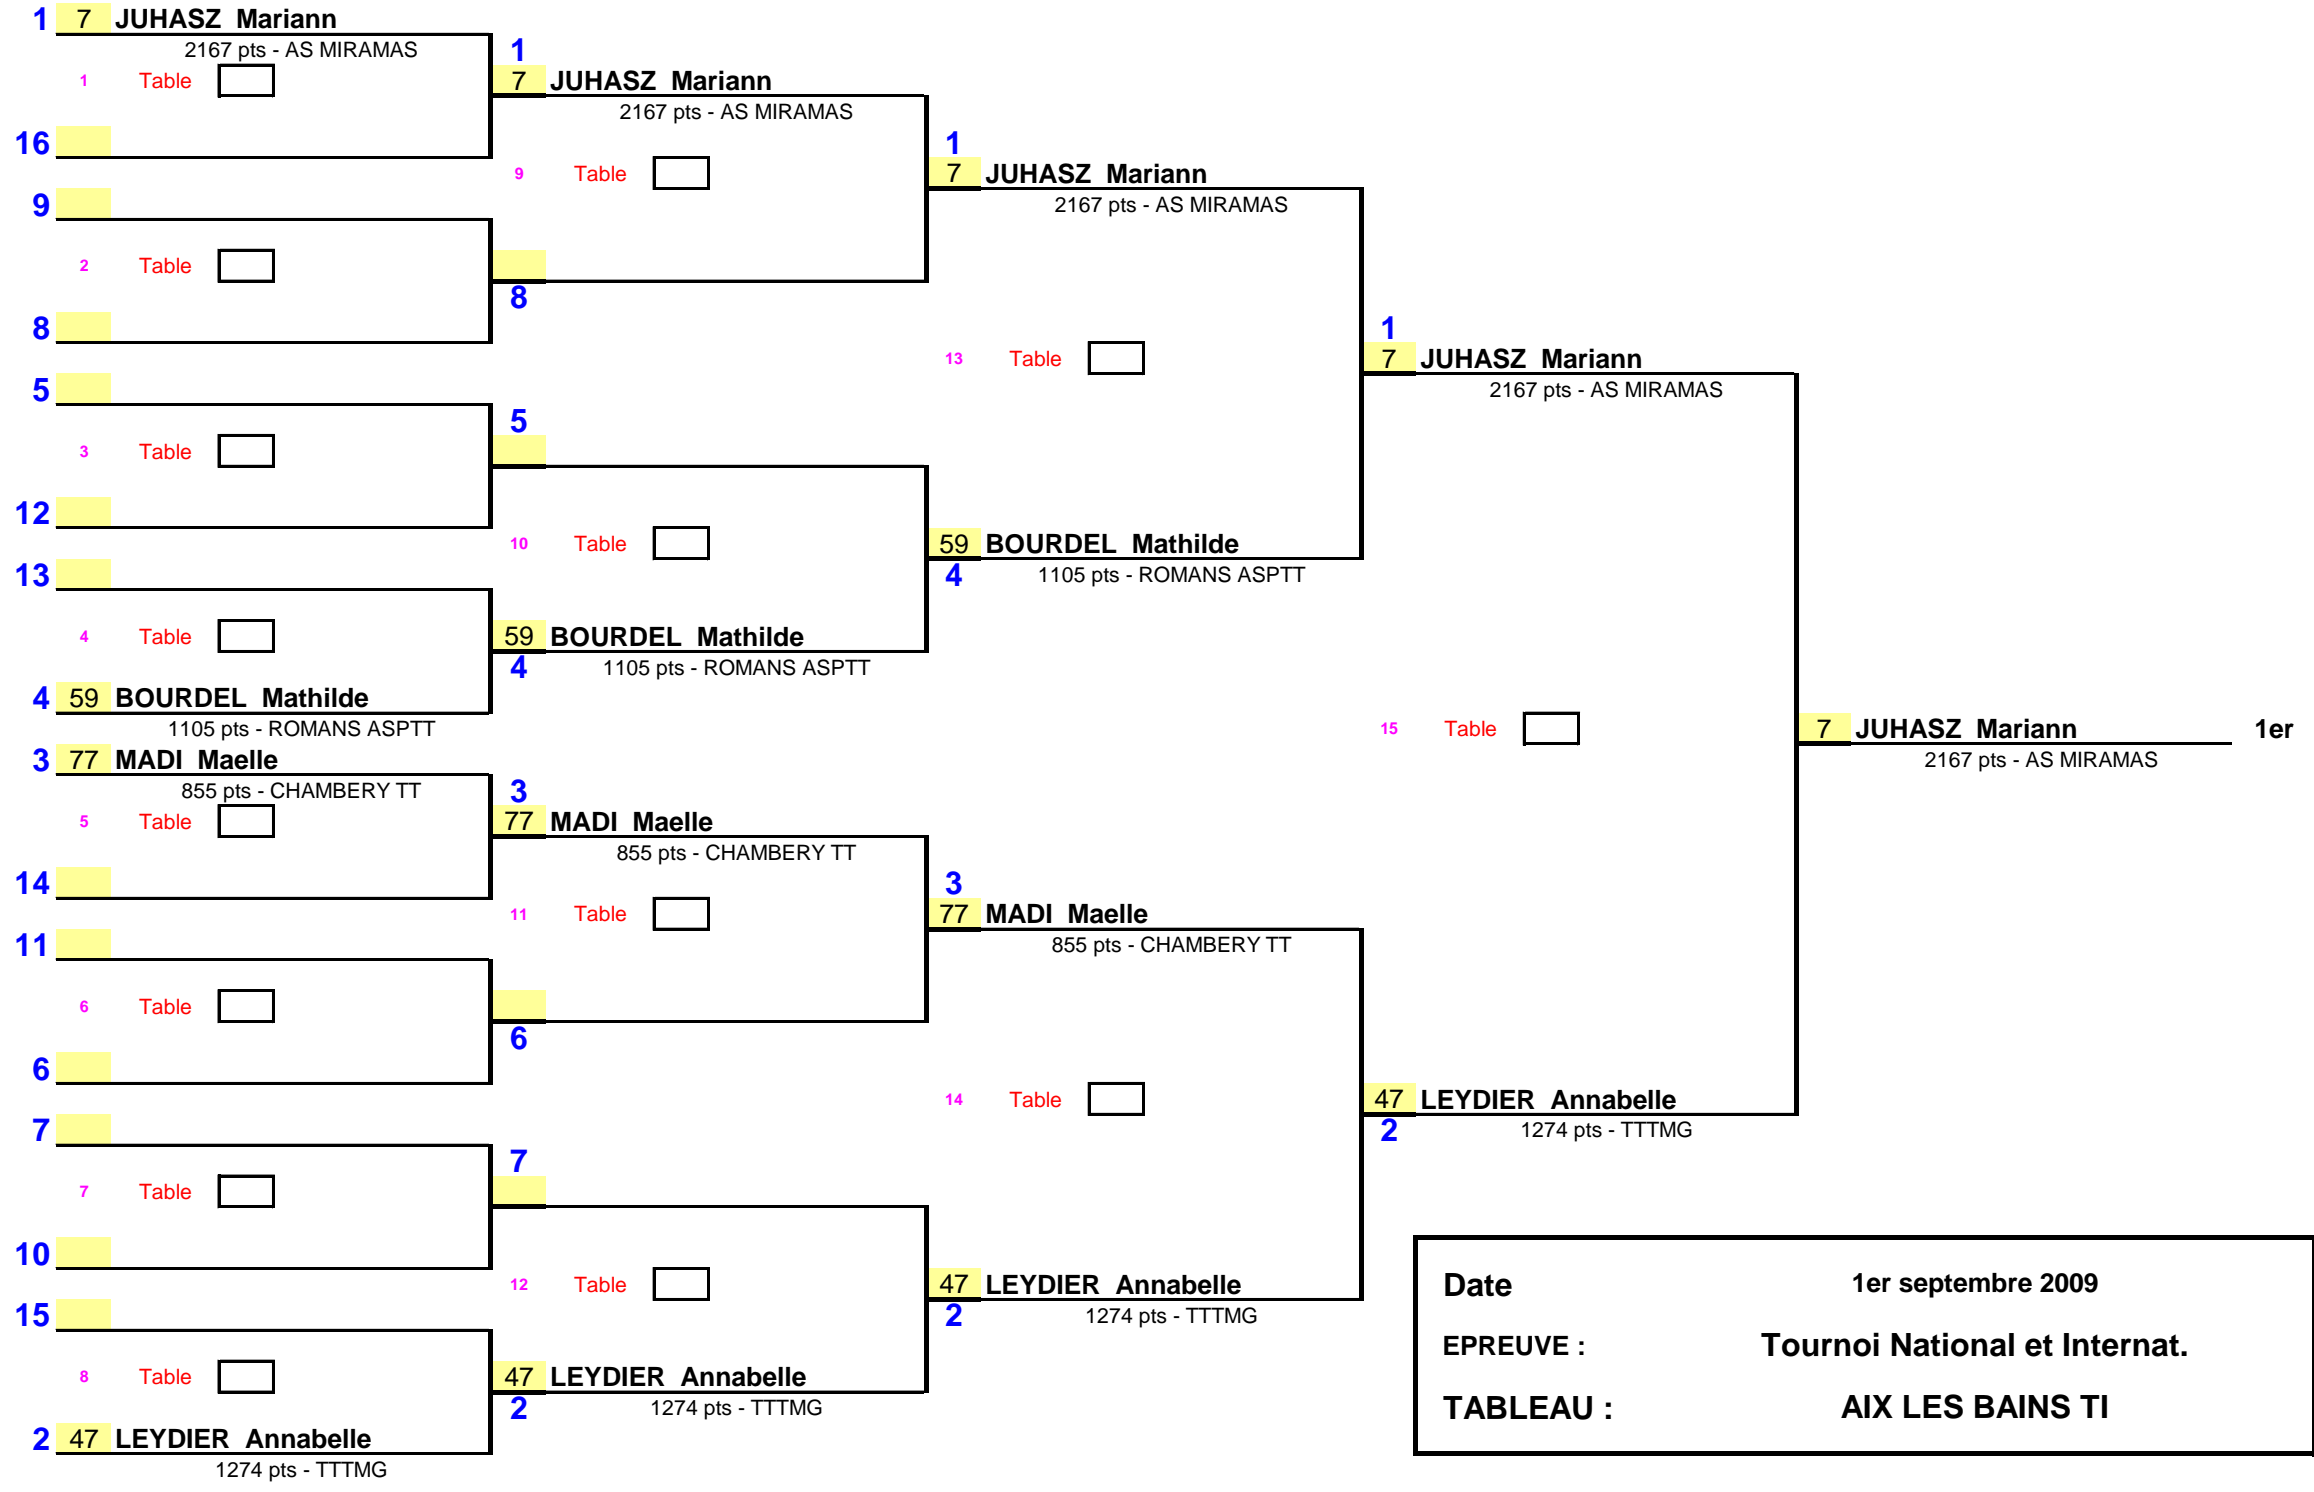 1 7 JUHASZ Mariann
2167 pts - AS MIRAMAS
1 Table
16
9
2 Table
8
5
3 Table
12
13
4 Table
4 59 BOURDEL Mathilde
1105 pts - ROMANS ASPTT
3 77 MADI Maelle
855 pts - CHAMBERY TT
5 Table
14
11
6 Table
6
7
7 Table
10
15
8 Table
2 47 LEYDIER Annabelle
1274 pts - TTTMG
1
7 JUHASZ Mariann
2167 pts - AS MIRAMAS
9 Table
8
5
10 Table
59 BOURDEL Mathilde
4
1105 pts - ROMANS ASPTT
3
77 MADI Maelle
855 pts - CHAMBERY TT
11 Table
6
7
12 Table
47 LEYDIER Annabelle
2
1274 pts - TTTMG
1
7 JUHASZ Mariann
2167 pts - AS MIRAMAS
13 Table
59 BOURDEL Mathilde
4
1105 pts - ROMANS ASPTT
3
77 MADI Maelle
855 pts - CHAMBERY TT
14 Table
47 LEYDIER Annabelle
2
1274 pts - TTTMG
1
7 JUHASZ Mariann
2167 pts - AS MIRAMAS
15 Table
47 LEYDIER Annabelle
2
1274 pts - TTTMG
7 JUHASZ Mariann 1er
2167 pts - AS MIRAMAS
Date 1er septembre 2009
EPREUVE : Tournoi National et Internat.
TABLEAU : AIX LES BAINS TI